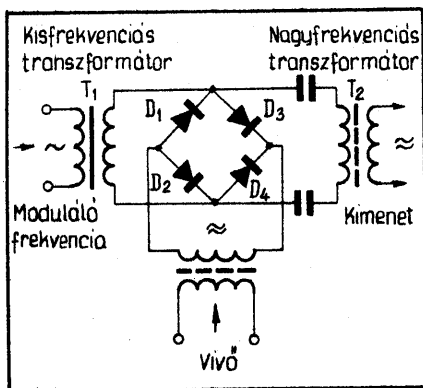 Kisfrekvenciás
transzformátor
T1
Nagyfrekvenciás
transzformátor
T2
D1
D3
D2
D4
~
≈
≈
Moduláló
frekvencia
Kimenet
Vivő